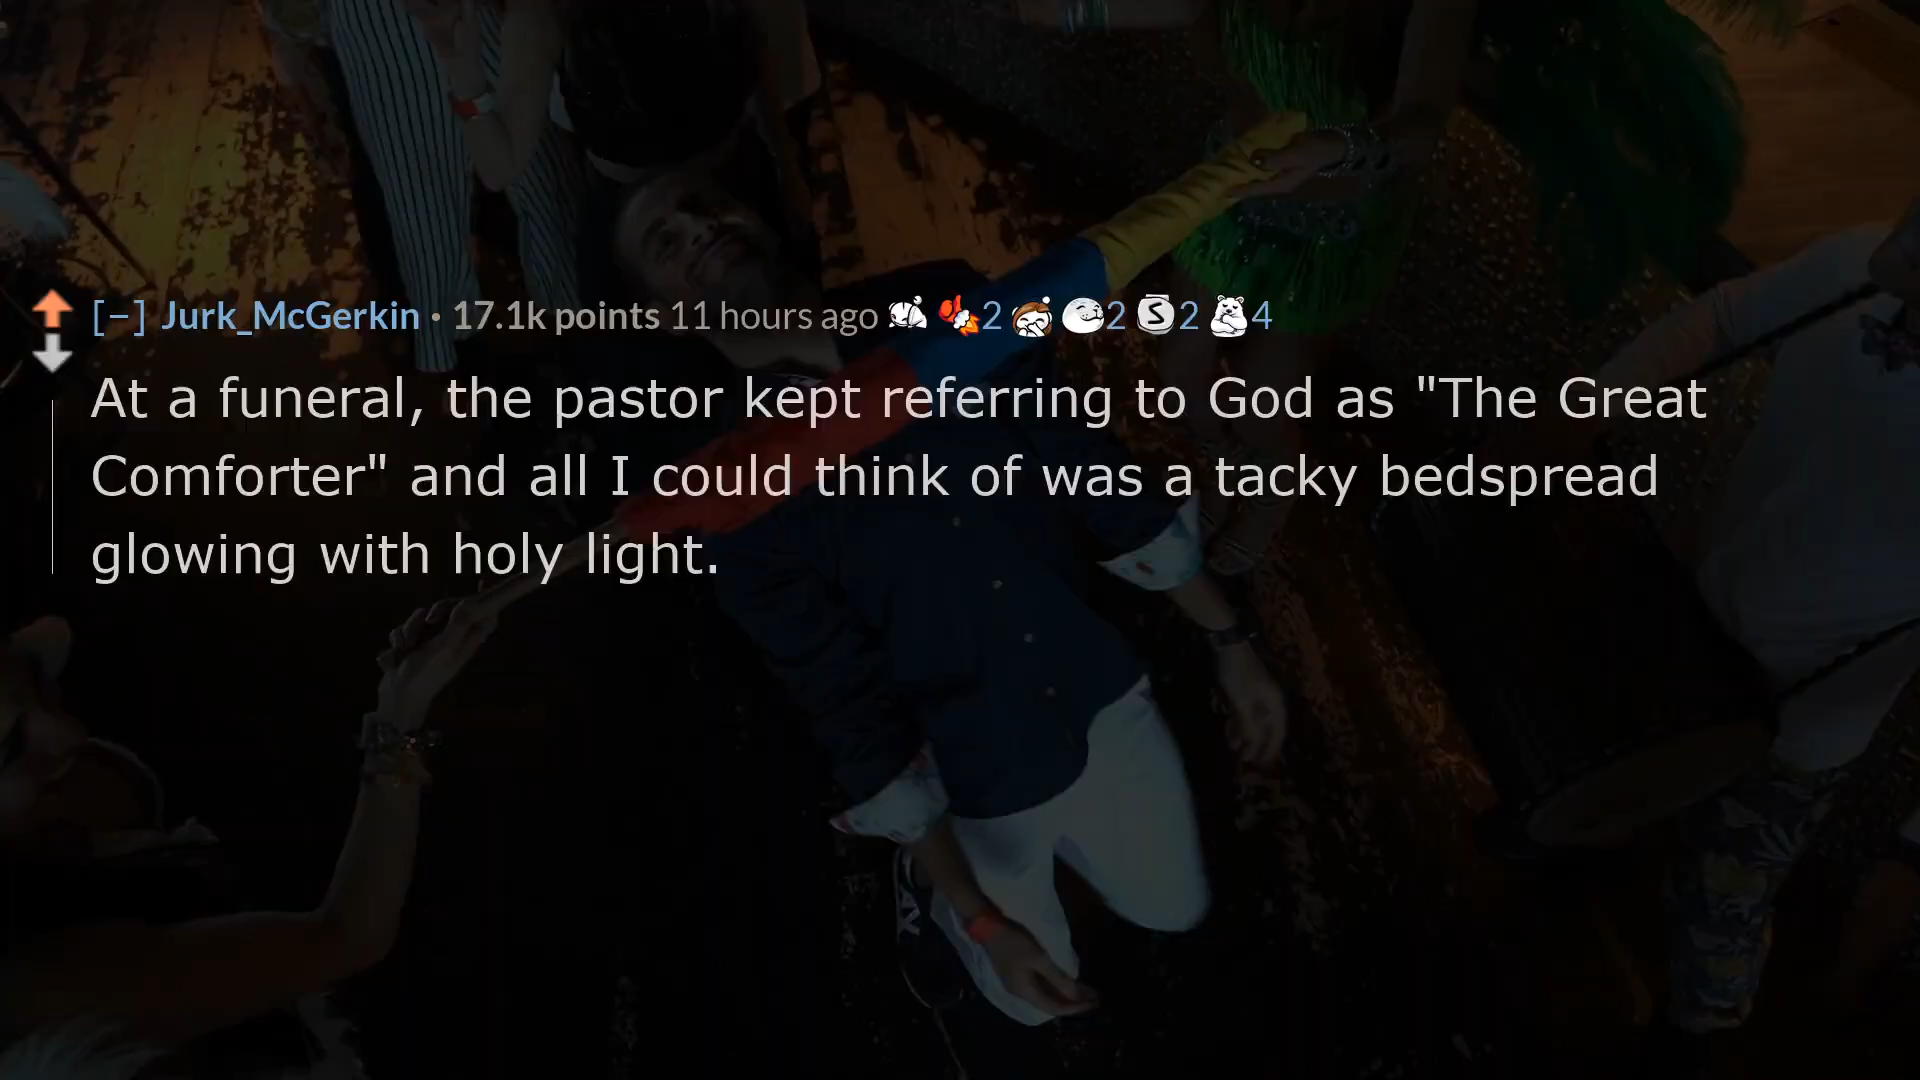 [–] Jurk_McGerkin • 17.1k points 11 hours ago 2 2 S 2 4
At a funeral, the pastor kept referring to God as "The Great
Comforter" and all I could think of was a tacky bedspread
glowing with holy light.